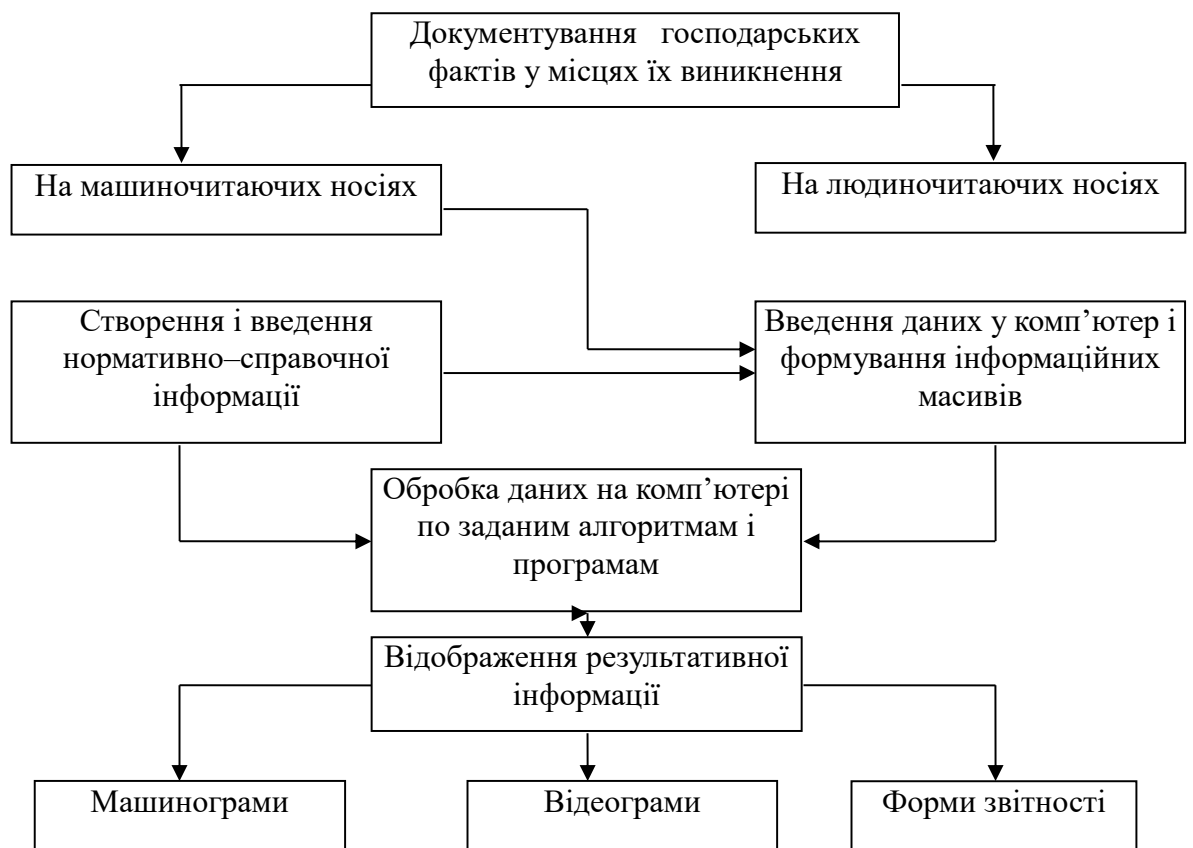 Документування господарських
фактів у місцях їх виникнення
На машиночитаючих носіях
На людиночитаючих носіях
Створення і введення
нормативно–справочної
інформації
Введення даних у комп’ютер і
формування інформаційних
масивів
Обробка даних на комп’ютері
по заданим алгоритмам і
програмам
Відображення результативної
інформації
Машинограми
Відеограми
Форми звітності